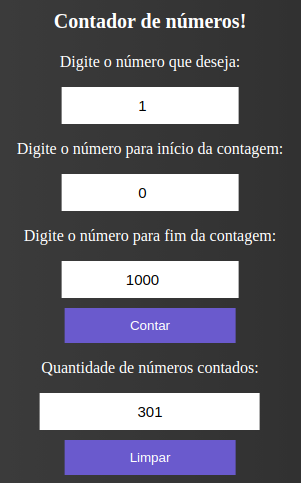 Contador de números!
Digite o número que deseja:
1
Digite o número para início da contagem:
0
Digite o número para fim da contagem:
1000
Contar
Quantidade de números contados:
301
Limpar